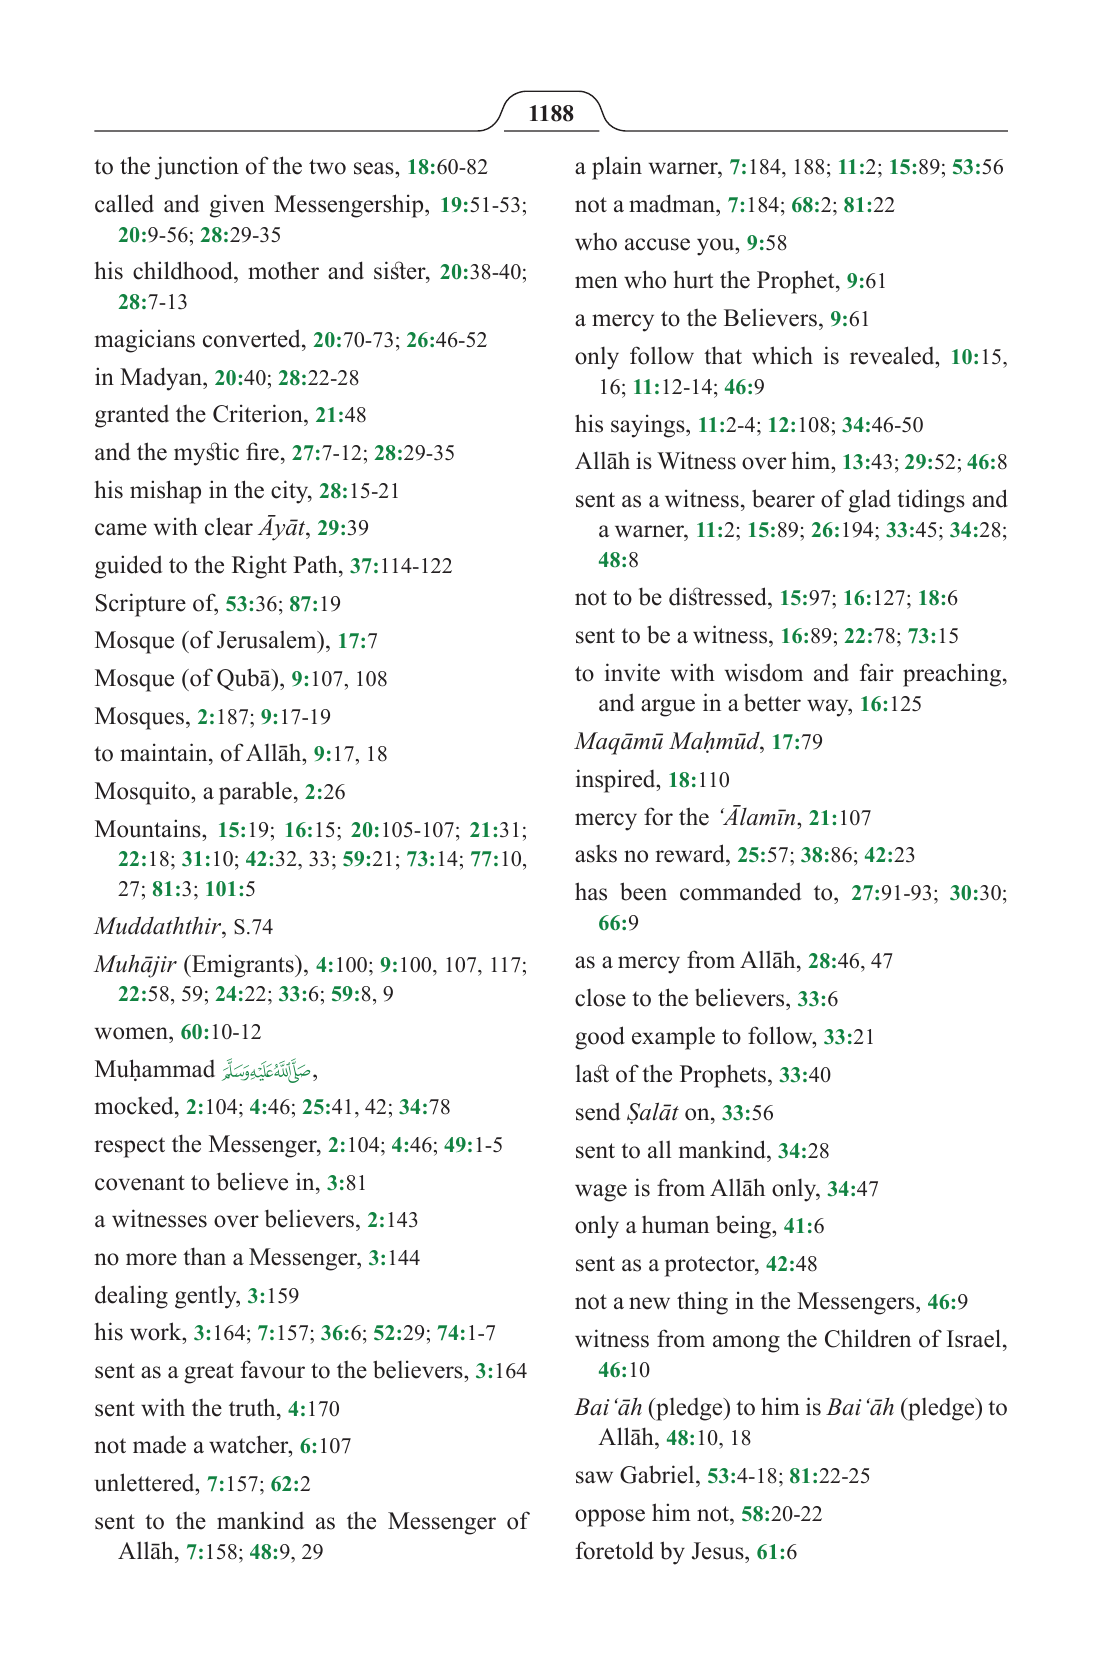 1188
to the junction of the two seas, 18:60-82
called and given Messengership, 19:51-53;
20:9-56; 28:29-35
his childhood, mother and sister, 20:38-40;
28:7-13
magicians converted, 20:70-73; 26:46-52
in Madyan, 20:40; 28:22-28
granted the Criterion, 21:48
and the mystic fire, 27:7-12; 28:29-35
his mishap in the city, 28:15-21
came with clear Āyāt, 29:39
guided to the Right Path, 37:114-122
Scripture of, 53:36; 87:19
Mosque (of Jerusalem), 17:7
Mosque (of Qubā), 9:107, 108
Mosques, 2:187; 9:17-19
to maintain, of Allāh, 9:17, 18
Mosquito, a parable, 2:26
Mountains, 15:19; 16:15; 20:105-107; 21:31;
22:18; 31:10; 42:32, 33; 59:21; 73:14; 77:10,
27; 81:3; 101:5
Muddaththir, S.74
Muhājir (Emigrants), 4:100; 9:100, 107, 117;
22:58, 59; 24:22; 33:6; 59:8, 9
women, 60:10-12
Muḥammad صَلَّى اللَّهُ عَلَيْهِ وَسَلَّمَ,
mocked, 2:104; 4:46; 25:41, 42; 34:78
respect the Messenger, 2:104; 4:46; 49:1-5
covenant to believe in, 3:81
a witnesses over believers, 2:143
no more than a Messenger, 3:144
dealing gently, 3:159
his work, 3:164; 7:157; 36:6; 52:29; 74:1-7
sent as a great favour to the believers, 3:164
sent with the truth, 4:170
not made a watcher, 6:107
unlettered, 7:157; 62:2
sent to the mankind as the Messenger of
Allāh, 7:158; 48:9, 29
a plain warner, 7:184, 188; 11:2; 15:89; 53:56
not a madman, 7:184; 68:2; 81:22
who accuse you, 9:58
men who hurt the Prophet, 9:61
a mercy to the Believers, 9:61
only follow that which is revealed, 10:15,
16; 11:12-14; 46:9
his sayings, 11:2-4; 12:108; 34:46-50
Allāh is Witness over him, 13:43; 29:52; 46:8
sent as a witness, bearer of glad tidings and
a warner, 11:2; 15:89; 26:194; 33:45; 34:28;
48:8
not to be distressed, 15:97; 16:127; 18:6
sent to be a witness, 16:89; 22:78; 73:15
to invite with wisdom and fair preaching,
and argue in a better way, 16:125
Maqāmū Maḥmūd, 17:79
inspired, 18:110
mercy for the ‘Ālamīn, 21:107
asks no reward, 25:57; 38:86; 42:23
has been commanded to, 27:91-93; 30:30;
66:9
as a mercy from Allāh, 28:46, 47
close to the believers, 33:6
good example to follow, 33:21
last of the Prophets, 33:40
send Ṣalāt on, 33:56
sent to all mankind, 34:28
wage is from Allāh only, 34:47
only a human being, 41:6
sent as a protector, 42:48
not a new thing in the Messengers, 46:9
witness from among the Children of Israel,
46:10
Bai‘āh (pledge) to him is Bai‘āh (pledge) to
Allāh, 48:10, 18
saw Gabriel, 53:4-18; 81:22-25
oppose him not, 58:20-22
foretold by Jesus, 61:6